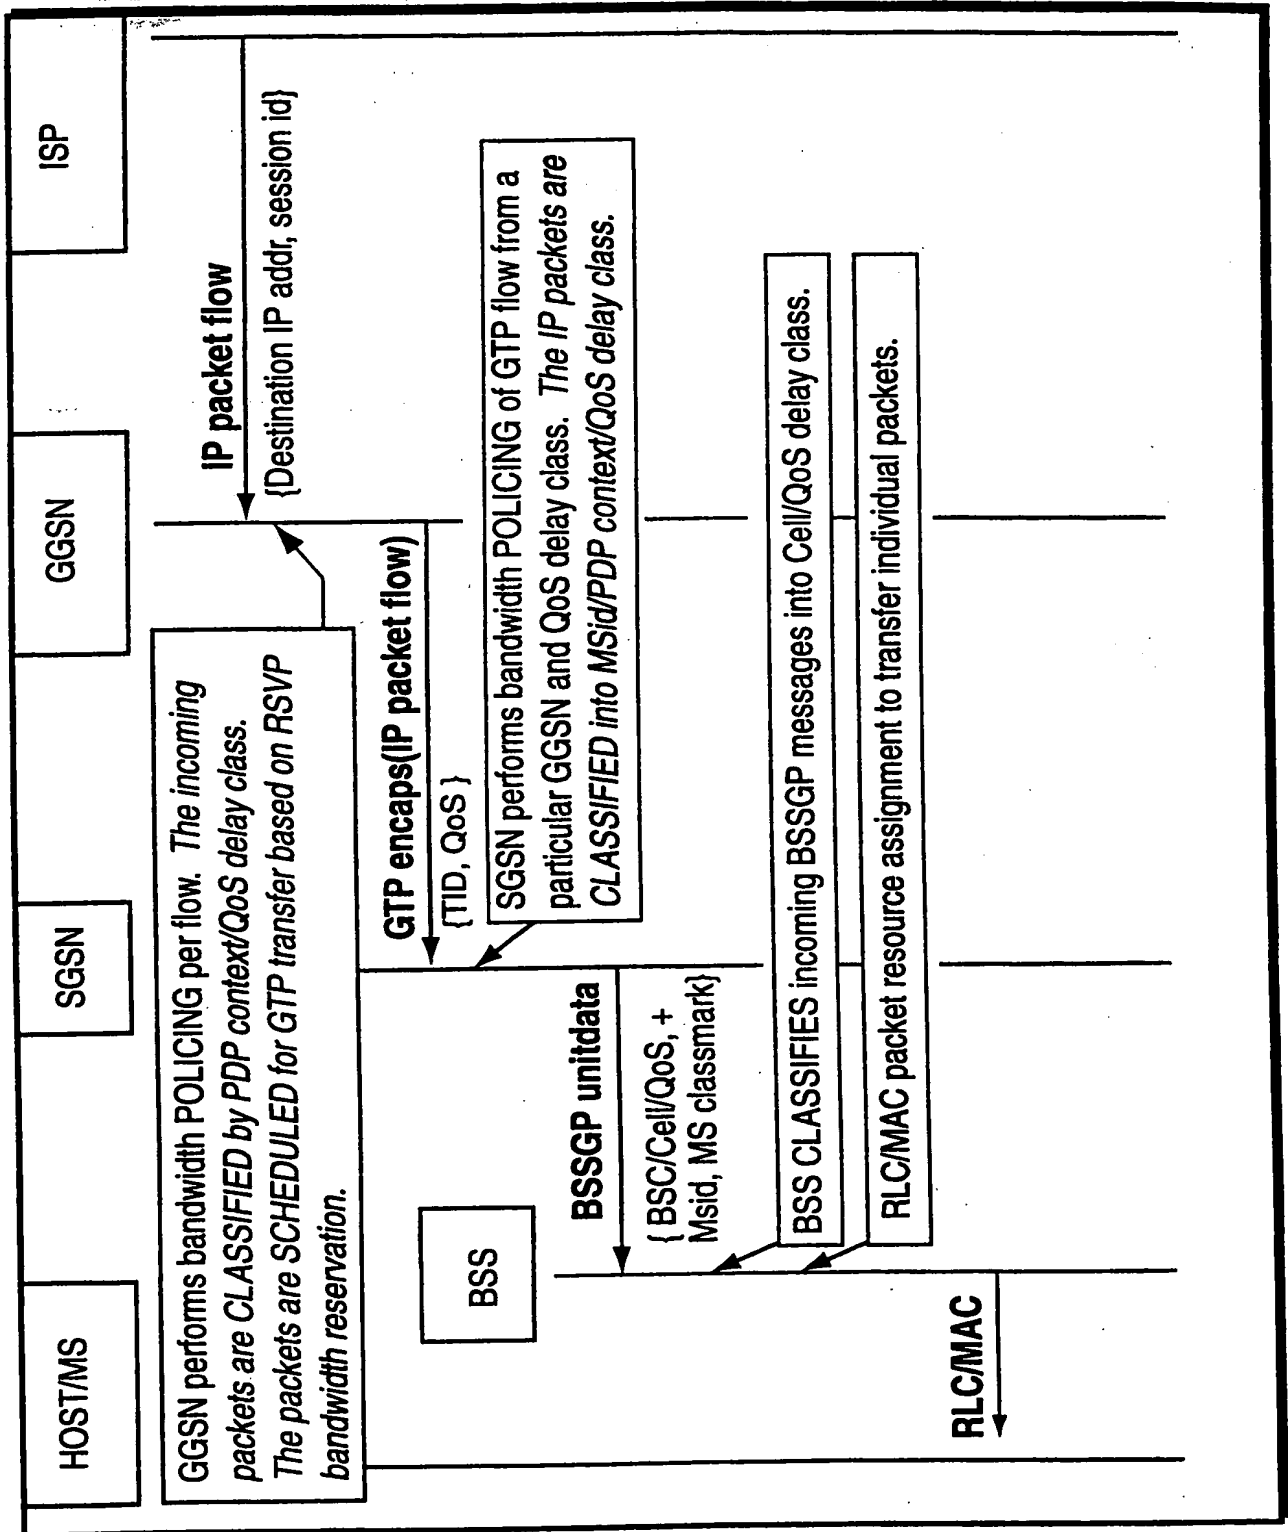 HOST/MS
SGSN
GGSN
ISP
GGSN performs bandwidth POLICING per flow. The incoming
packets are CLASSIFIED by PDP context/QoS delay class.
The packets are SCHEDULED for GTP transfer based on RSVP
bandwidth reservation.
IP packet flow
{Destination IP addr, session id}
GTP encaps(IP packet flow)
{TID, QoS }
BSS
SGSN performs bandwidth POLICING of GTP flow from a
particular GGSN and QoS delay class. The IP packets are
CLASSIFIED into MSid/PDP context/QoS delay class.
BSSGP unitdata
{ BSC/Cell/QoS, +
Msid, MS classmark}
BSS CLASSIFIES incoming BSSGP messages into Cell/QoS delay class.
RLC/MAC packet resource assignment to transfer individual packets.
RLC/MAC